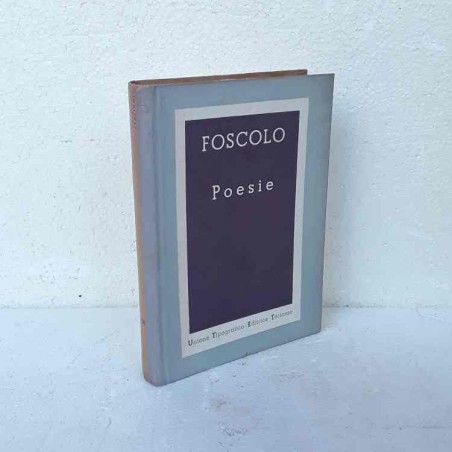 FOSCOLO
Poesie
Unione Tipografico-Editrice Torinese